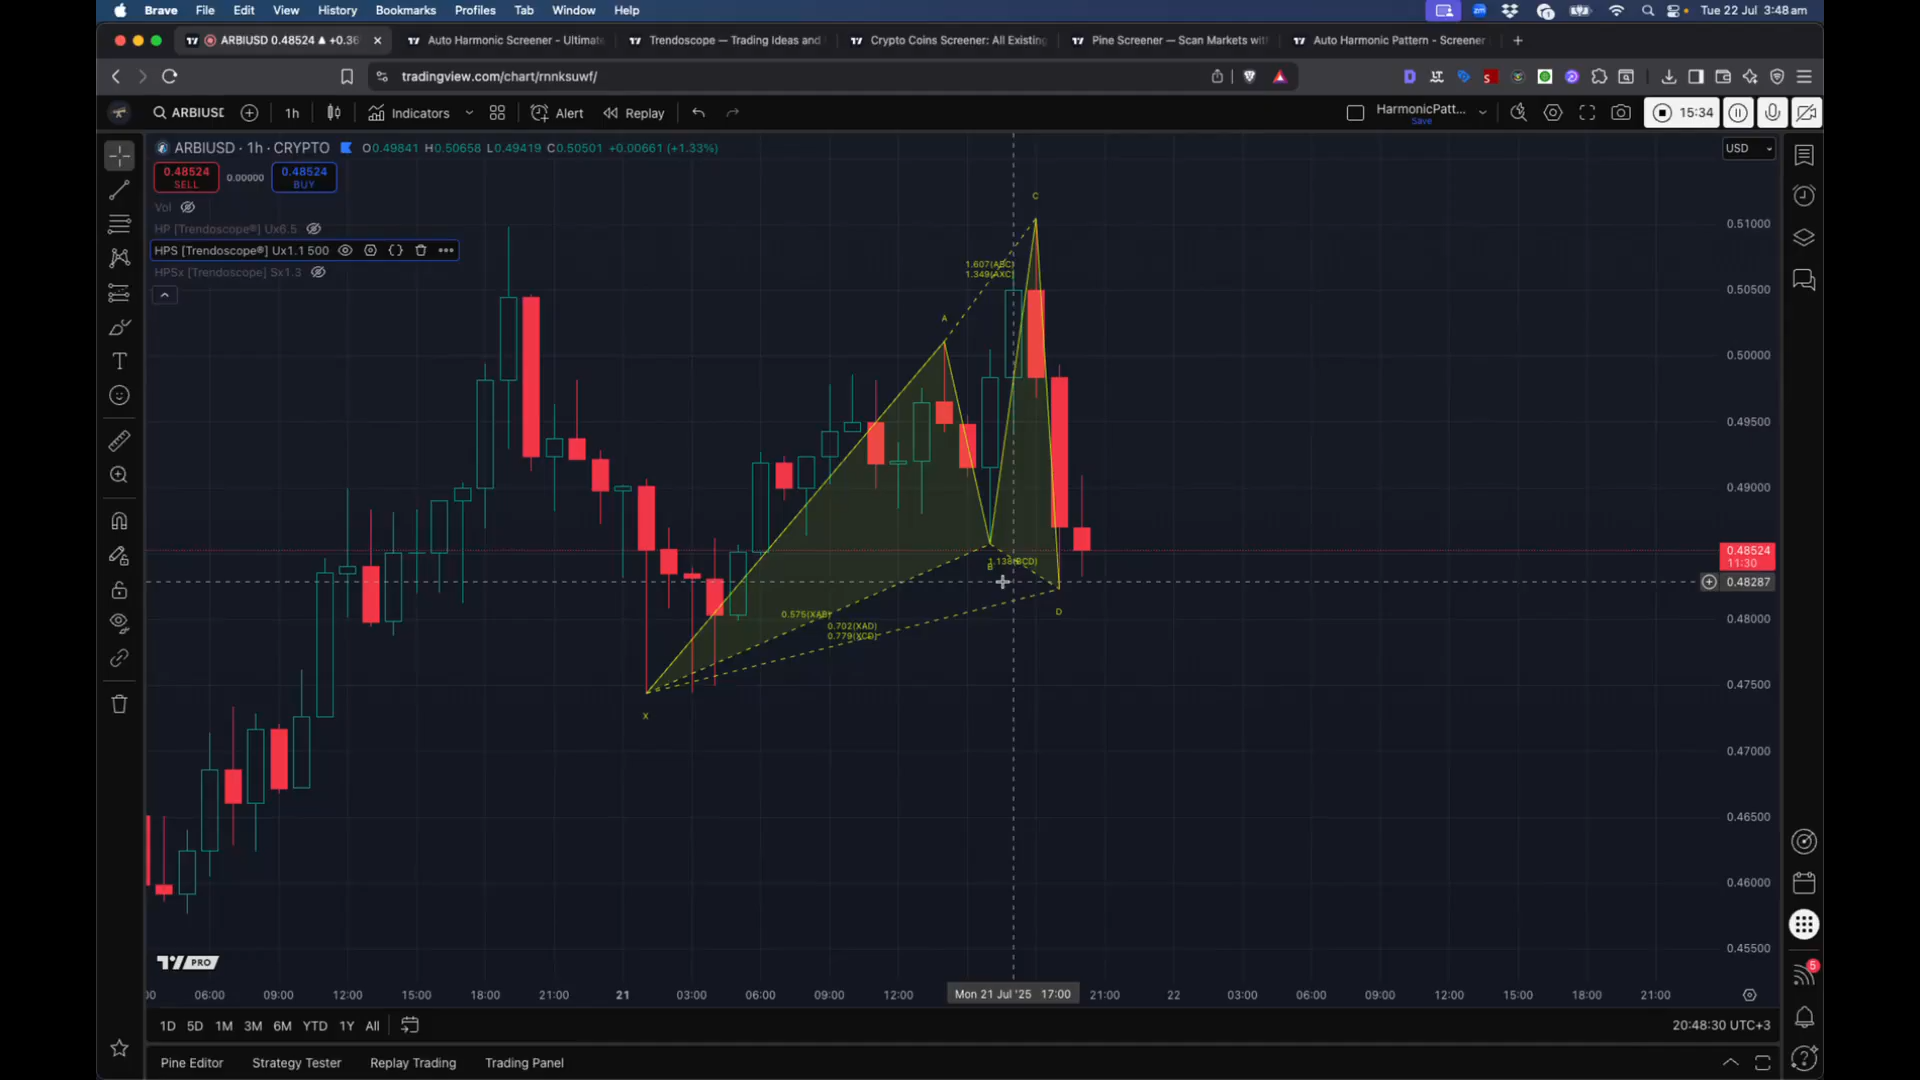 Brave File Edit View History Bookmarks Profiles Tab Window Help Tue 22 Jul 3:48 am
ARBIUSD 0.48524 ▲ +0.36
Auto Harmonic Screener - Ultimate
Trendoscope — Trading Ideas and
Crypto Coins Screener: All Existing
Pine Screener — Scan Markets with
Auto Harmonic Pattern - Screener
tradingview.com/chart/rnnksuwf/
ARBIUSD 1h Indicators Alert Replay HarmonicPatt... 15:34
Save
ARBIUSD · 1h · CRYPTO O0.49841 H0.50658 L0.49419 C0.50501 +0.00661 (+1.33%) USD
0.48524 0.00000 0.48524
SELL BUY
Vol
HP [Trendoscope®] Ux6.5
HPS [Trendoscope®] Ux1.1 500
HPSx [Trendoscope] Sx1.3
C
0.51000
1.607(ABC)
1.349(AXC)
0.50500
A
0.50000
0.49500
0.49000
0.48524
11:30
1.136(BCD)
B
0.48287
D
0.575(XAB)
0.48000
0.702(XAD)
0.779(XCD)
0.47500
X
0.47000
0.46500
0.46000
0.45500
PRO
06:00 09:00 12:00 15:00 18:00 21:00 21 03:00 06:00 09:00 12:00 Mon 21 Jul '25 17:00 21:00 22 03:00 06:00 09:00 12:00 15:00 18:00 21:00
5
1D 5D 1M 3M 6M YTD 1Y All 20:48:30 UTC+3
Pine Editor Strategy Tester Replay Trading Trading Panel